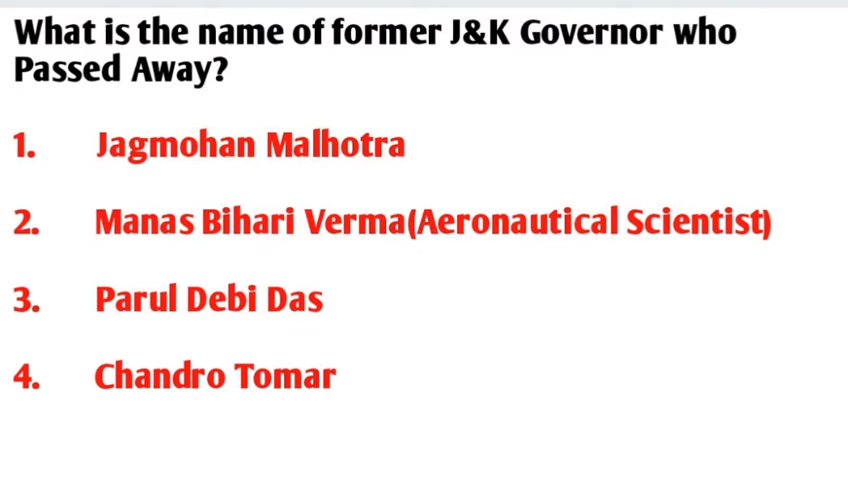 What is the name of former J&K Governor who
Passed Away?
1. Jagmohan Malhotra
2. Manas Bihari Verma(Aeronautical Scientist)
3. Parul Debi Das
4. Chandro Tomar